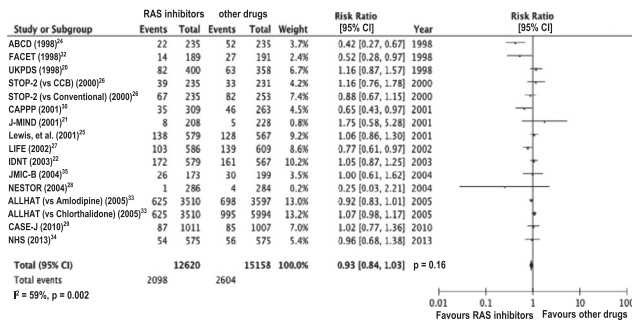 RAS inhibitors other drugs Risk Ratio Risk Ratio
Study or Subgroup Events Total Events Total Weight [95% CI] [95% CI] Year
ABCD (1998)24 22 235 52 235 3.7% 0.42 [0.27, 0.67] 1998
FACET (1998)32 14 189 27 191 2.3% 0.52 [0.28, 0.97] 1998
UKPDS (1998)20 82 400 63 358 6.6% 1.16 [0.87, 1.57] 1998
STOP-2 (vs CCB) (2000)26 39 235 33 231 4.1% 1.16 [0.76, 1.78] 2000
STOP-2 (vs Conventional) (2000)26 67 235 82 253 6.8% 0.88 [0.67, 1.15] 2000
CAPPP (2001)30 35 309 46 263 4.3% 0.65 [0.43, 0.97] 2001
J-MIND (2001)21 8 208 5 228 0.8% 1.75 [0.58, 5.28] 2001
Lewis, et al. (2001)25 138 579 128 567 9.2% 1.06 [0.86, 1.30] 2001
LIFE (2002)27 103 586 139 609 8.3% 0.77 [0.61, 0.97] 2002
IDNT (2003)22 172 579 161 567 10.2% 1.05 [0.87, 1.25] 2003
JMIC-B (2004)35 26 173 30 199 3.4% 1.00 [0.61, 1.62] 2004
NESTOR (2004)28 1 286 4 284 0.2% 0.25 [0.03, 2.21] 2004
ALLHAT (vs Amlodipine) (2005)33 625 3510 698 3597 13.0% 0.92 [0.83, 1.01] 2005
ALLHAT (vs Chlorthalidone) (2005)33 625 3510 995 5994 13.3% 1.07 [0.98, 1.17] 2005
CASE-J (2010)29 87 1011 85 1007 7.1% 1.02 [0.77, 1.36] 2010
NHS (2013)34 54 575 56 575 5.5% 0.96 [0.68, 1.38] 2013
Total (95% CI) 12620 15158 100.0% 0.93 [0.84, 1.03] p = 0.16
Total events 2098 2604
I² = 59%, p = 0.002
0.01 0.1 1 10 100
Favours RAS inhibitors Favours other drugs